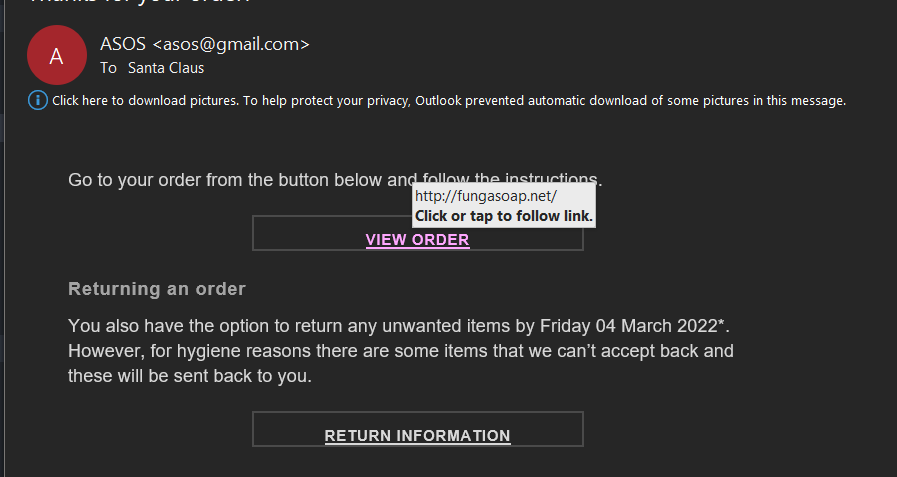 Thanks for your order!
A
ASOS <asos@gmail.com>
To Santa Claus
Click here to download pictures. To help protect your privacy, Outlook prevented automatic download of some pictures in this message.
Go to your order from the button below and follow the instructions.
http://fungasoap.net/
Click or tap to follow link.
VIEW ORDER
Returning an order
You also have the option to return any unwanted items by Friday 04 March 2022*.
However, for hygiene reasons there are some items that we can’t accept back and
these will be sent back to you.
RETURN INFORMATION